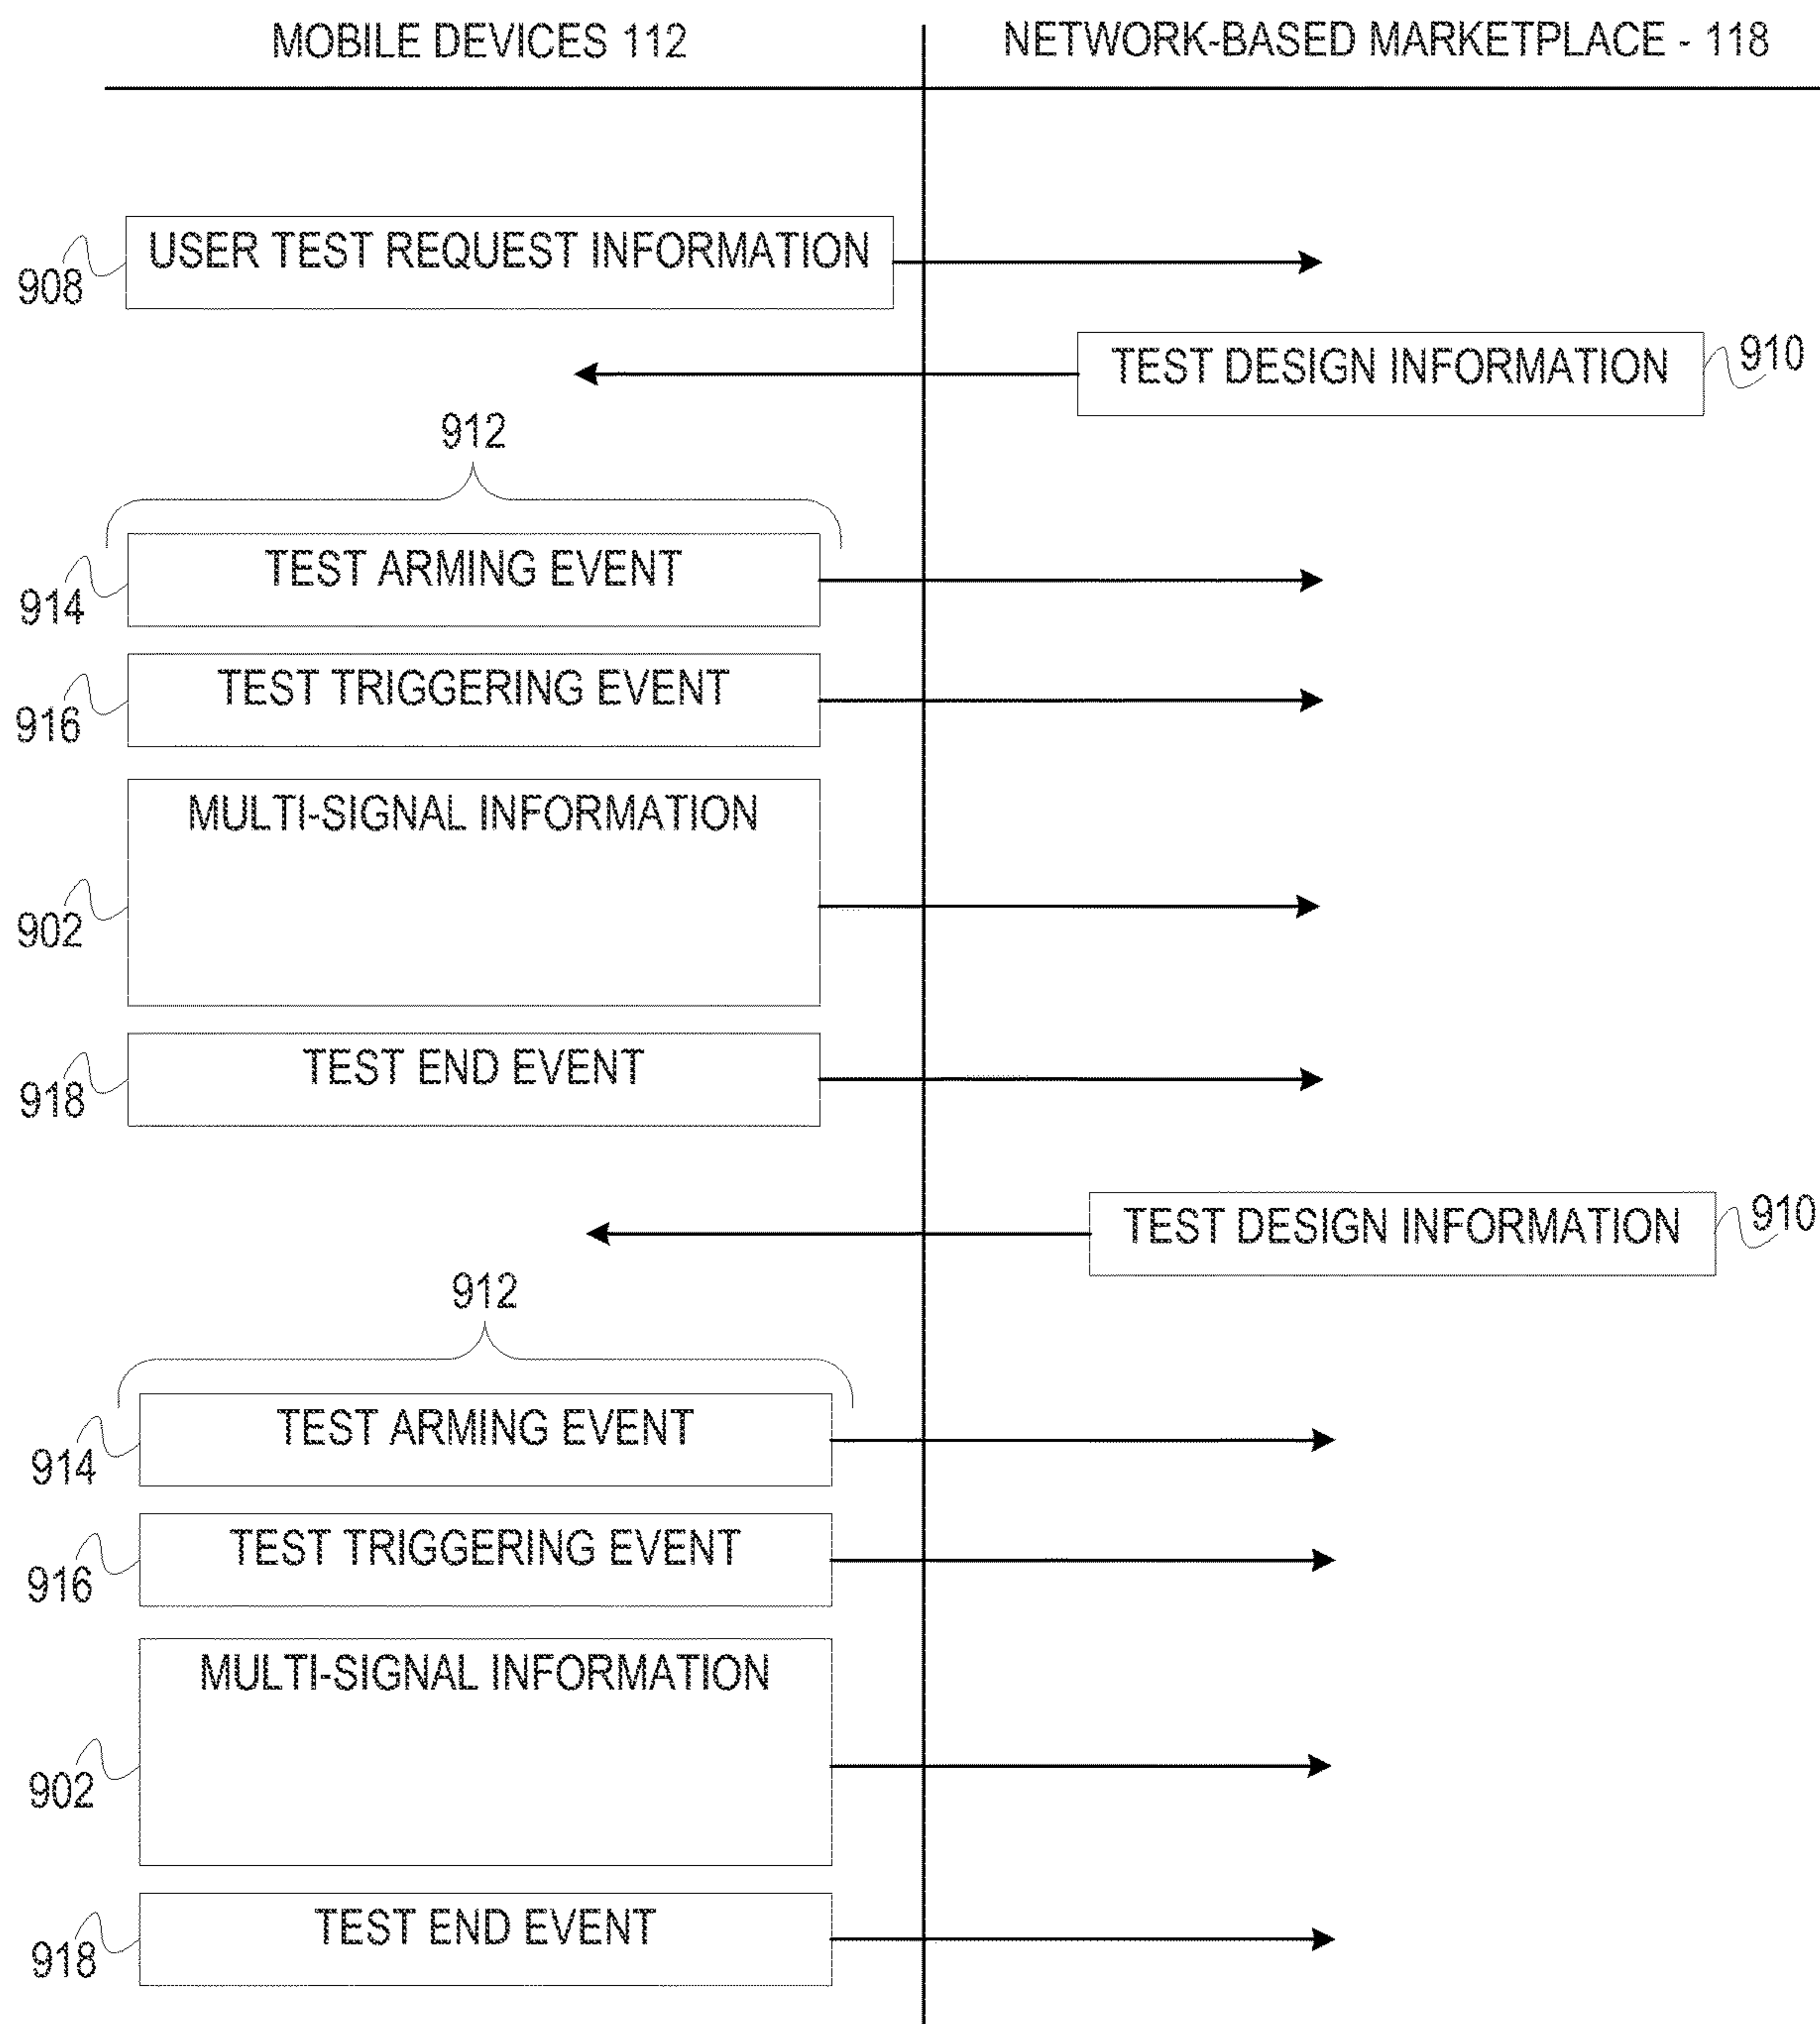 MOBILE DEVICES 112
NETWORK-BASED MARKETPLACE - 118
USER TEST REQUEST INFORMATION
908
TEST DESIGN INFORMATION
910
912
TEST ARMING EVENT
914
TEST TRIGGERING EVENT
916
MULTI-SIGNAL INFORMATION
902
TEST END EVENT
918
TEST DESIGN INFORMATION
910
912
TEST ARMING EVENT
914
TEST TRIGGERING EVENT
916
MULTI-SIGNAL INFORMATION
902
TEST END EVENT
918